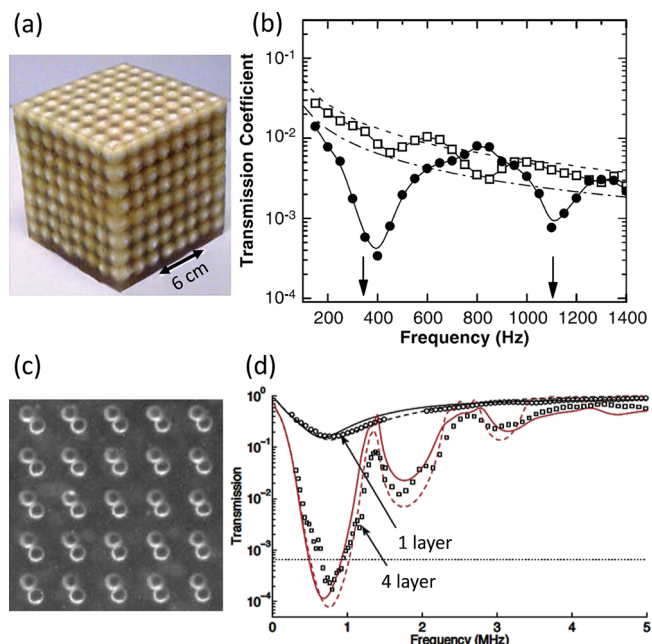 (a)
6 cm
(b)
Transmission Coefficient
10⁻¹
10⁻²
10⁻³
10⁻⁴
200 400 600 800 1000 1200 1400
Frequency (Hz)
(c)
(d)
Transmission
10⁰
10⁻¹
10⁻²
10⁻³
10⁻⁴
1 layer
4 layer
0 1 2 3 4 5
Frequency (MHz)